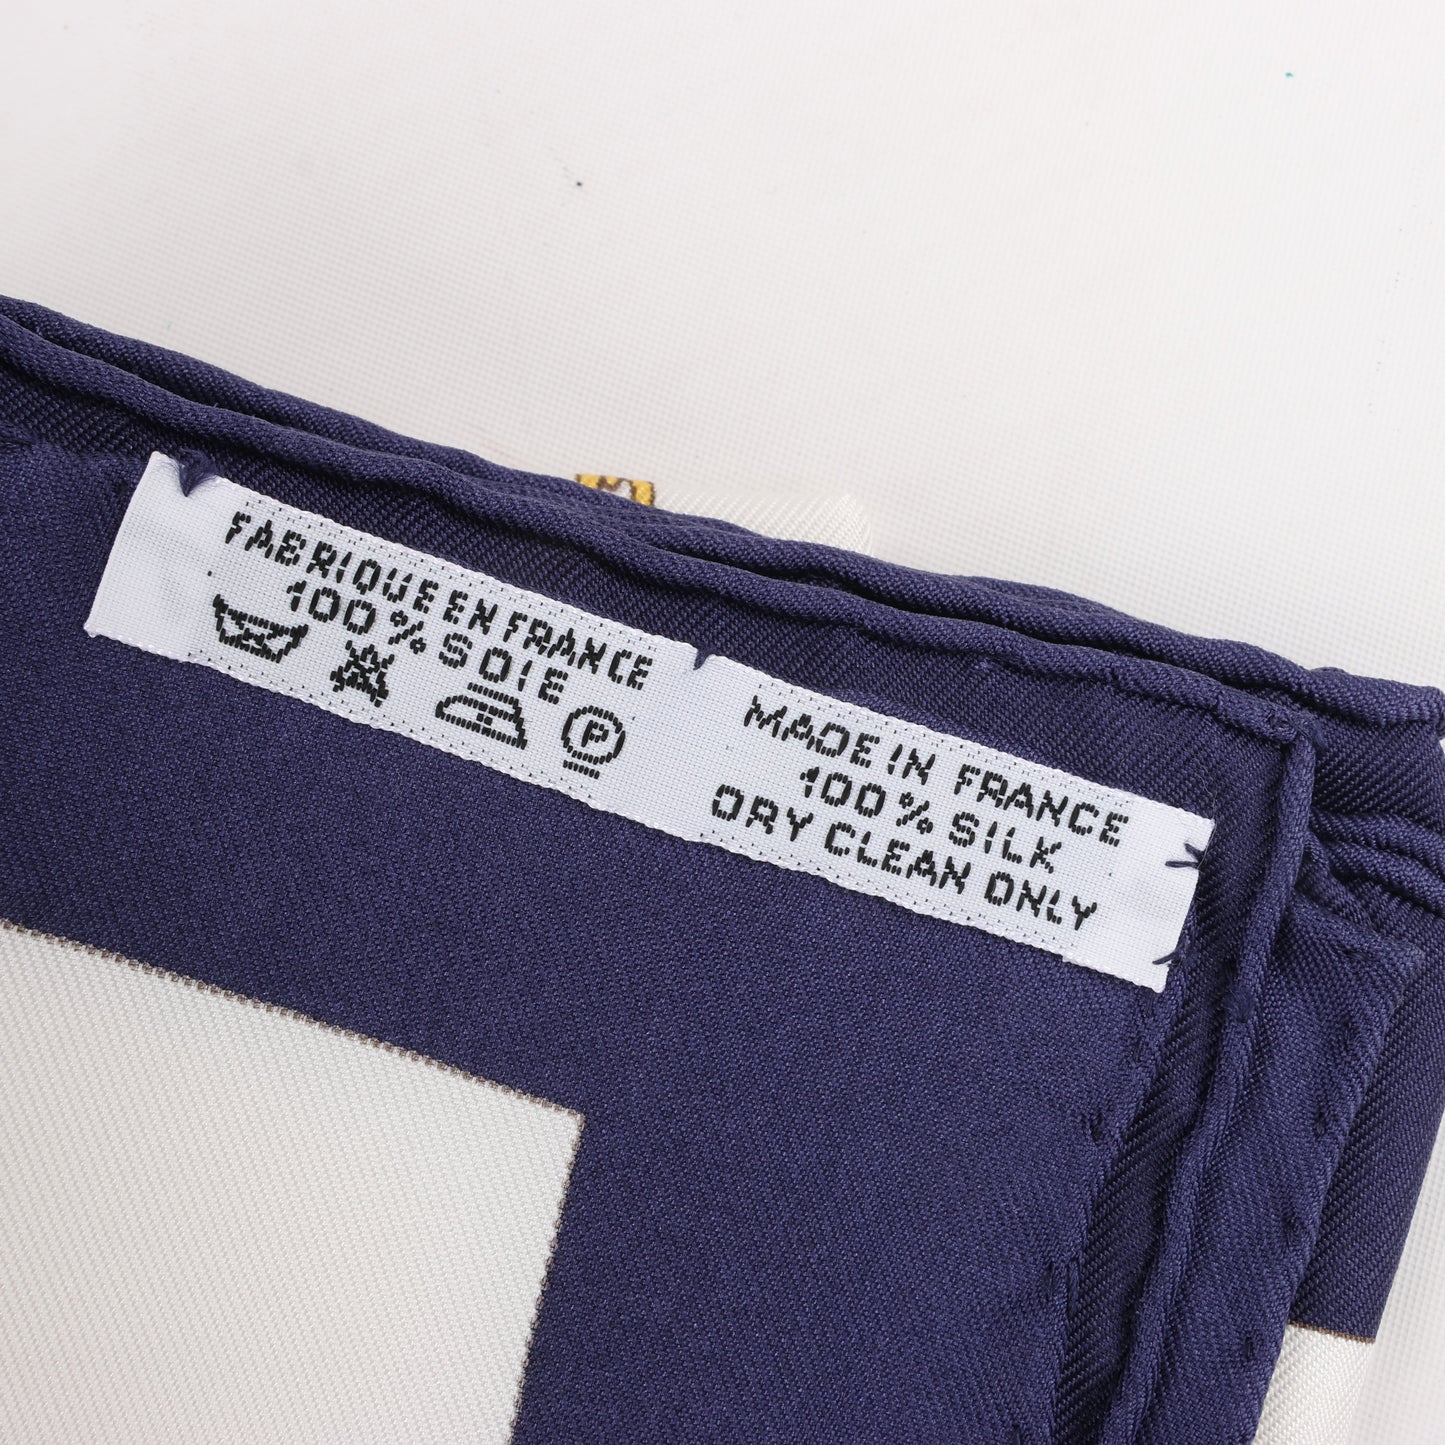 FABRIQUE EN FRANCE
100% SOIE
P
MADE IN FRANCE
100% SILK
DRY CLEAN ONLY